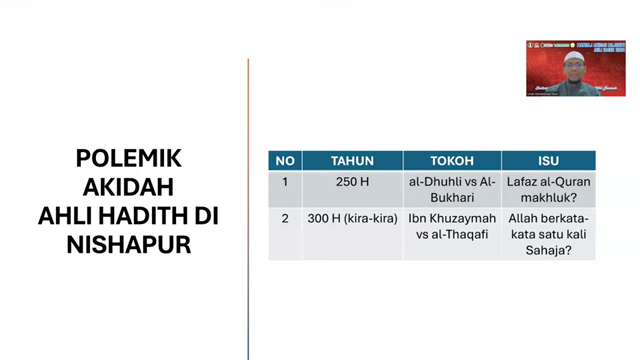 POLEMIK
AKIDAH
AHLI HADITH DI
NISHAPUR
NO TAHUN TOKOH ISU
1 250 H al-Dhuhli vs Al-Bukhari Lafaz al-Quran makhluk?
2 300 H (kira-kira) Ibn Khuzaymah vs al-Thaqafi Allah berkata-kata satu kali Sahaja?